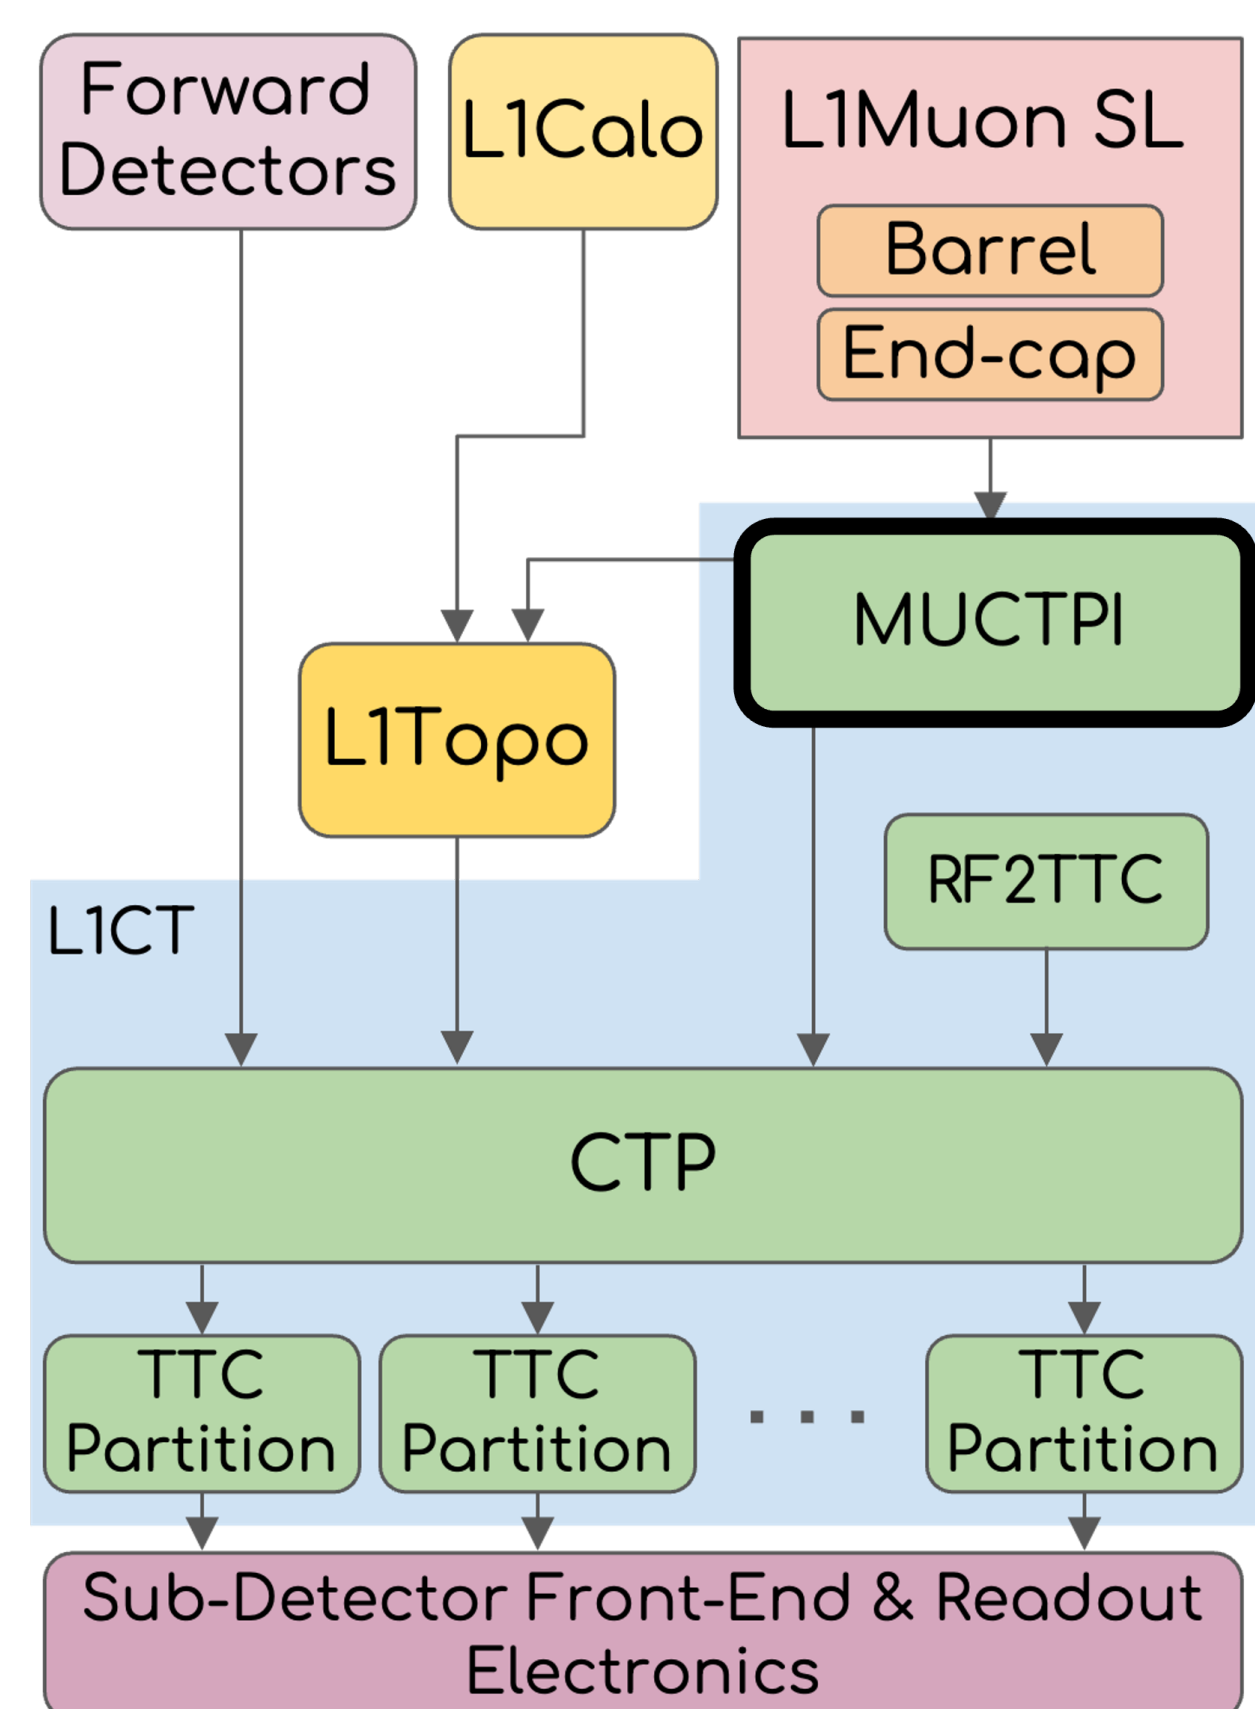 Forward
Detectors
L1Calo
L1Muon SL
Barrel
End-cap
MUCTPI
L1Topo
RF2TTC
L1CT
CTP
TTC
Partition
TTC
Partition
. . .
TTC
Partition
Sub-Detector Front-End & Readout
Electronics